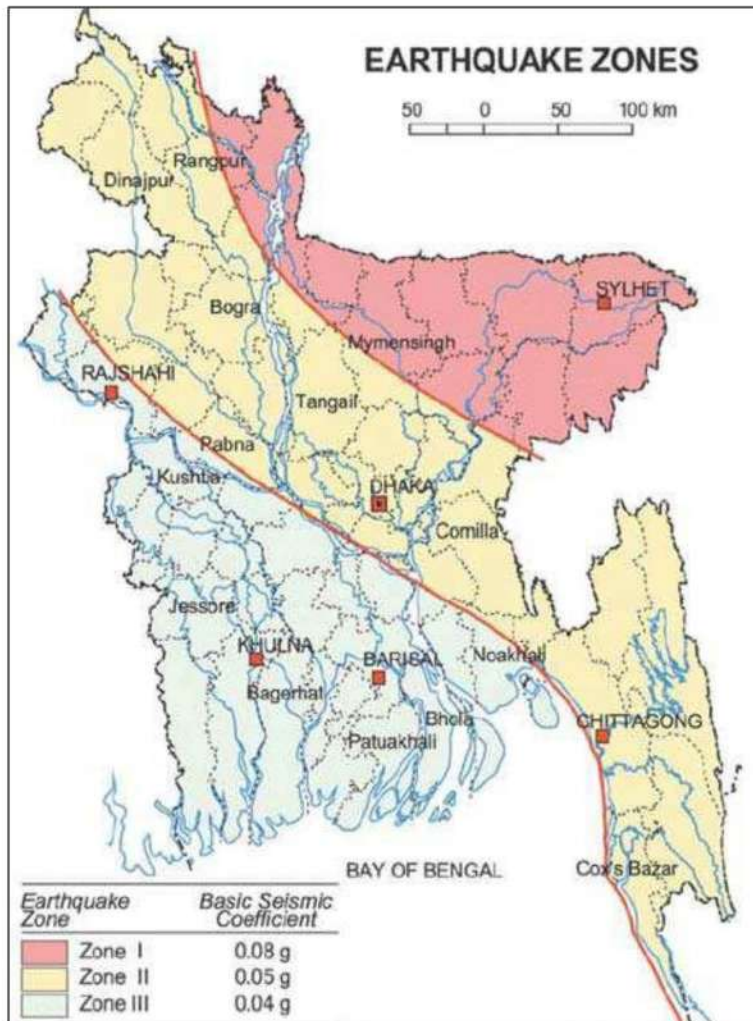 EARTHQUAKE ZONES
50 0 50 100 km
Rangpur
Dinajpur
SYLHET
Bogra
Mymensingh
RAJSHAHI
Tangail
Pabna
Kushtia
DHAKA
Comilla
Jessore
KHULNA
BARISAL
Noakhali
Bagerhat
Bhola
CHITTAGONG
Patuakhali
BAY OF BENGAL
Cox's Bazar
Earthquake Zone
Basic Seismic Coefficient
Zone I 0.08 g
Zone II 0.05 g
Zone III 0.04 g